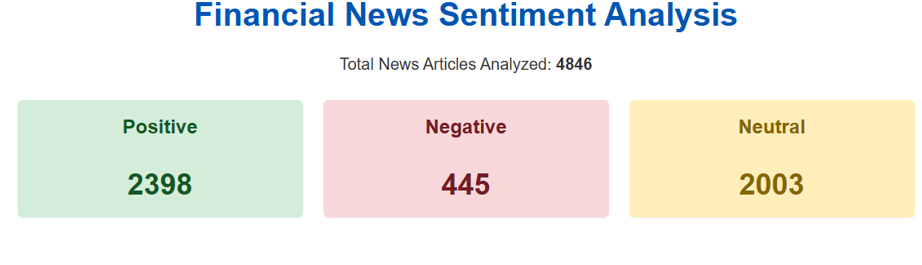 Financial News Sentiment Analysis
Total News Articles Analyzed: 4846
Positive
2398
Negative
445
Neutral
2003